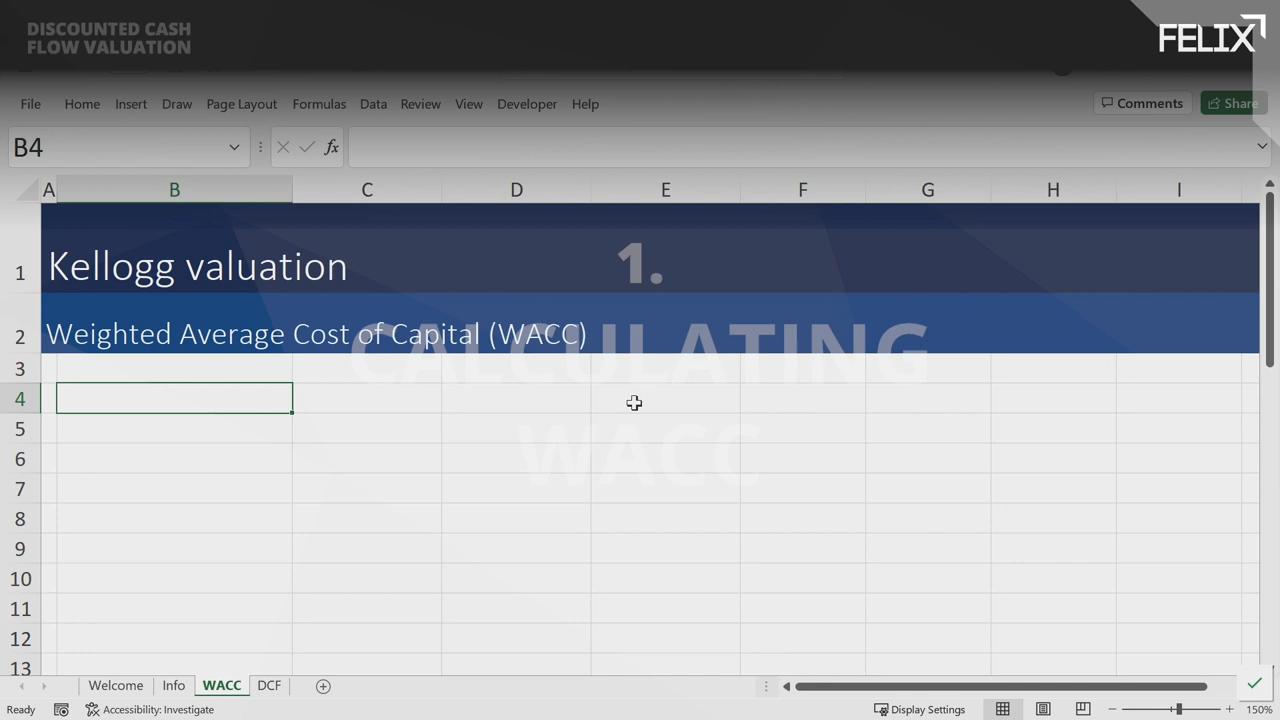 DISCOUNTED CASH
FLOW VALUATION
FELIX
File Home Insert Draw Page Layout Formulas Data Review View Developer Help Comments Share
B4 fx
A B C D E F G H I
1 Kellogg valuation 1.
2 Weighted Average Cost of Capital (WACC)
CALCULATING
3
4
WACC
5
6
7
8
9
10
11
12
13
Welcome Info WACC DCF
Ready Accessibility: Investigate Display Settings 150%